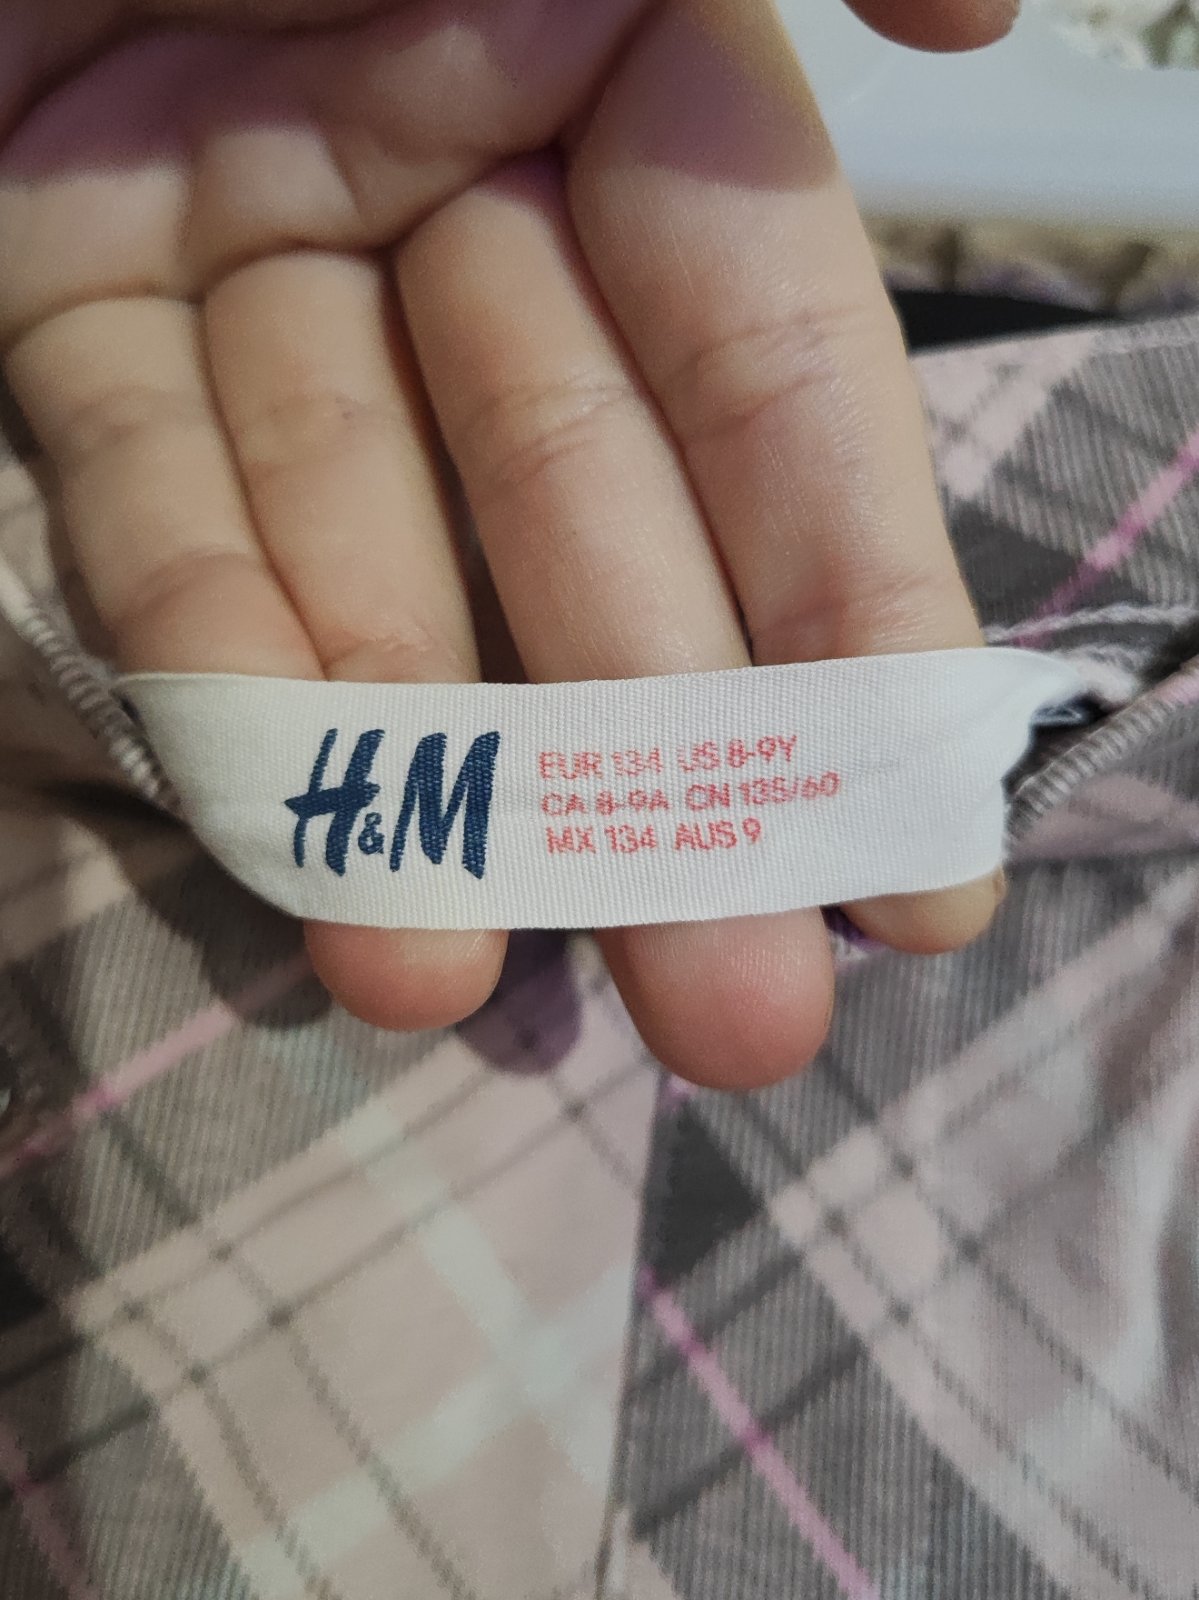 H&M
EUR 134 US 8-9Y
CA 8-9A CN 135/60
MX 134 AUS 9